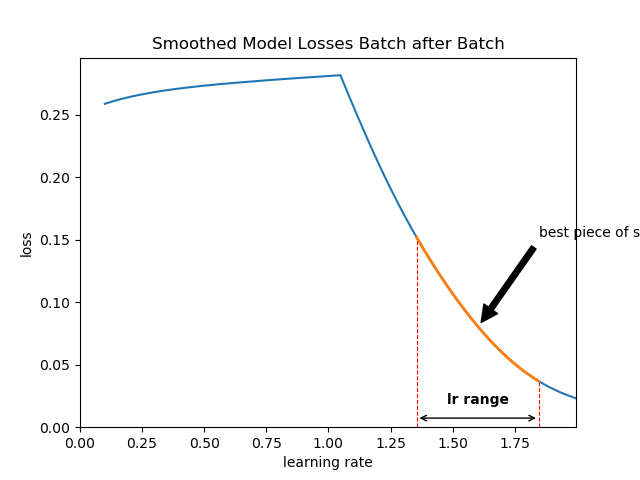 Smoothed Model Losses Batch after Batch
0.25
0.20
0.15
0.10
0.05
0.00
loss
best piece of s
lr range
0.00 0.25 0.50 0.75 1.00 1.25 1.50 1.75
learning rate